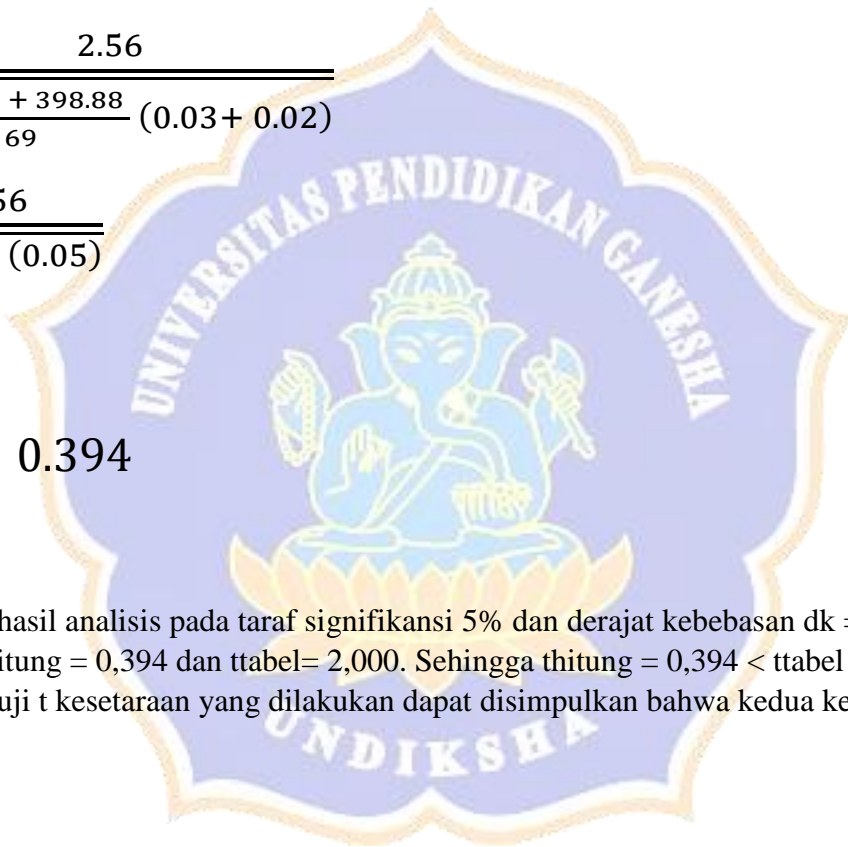 2.56
+ 398.88
69
(0.03+ 0.02)
56
(0.05)
0.394
UNIVERSITAS PENDIDIKAN GANESHA
UNDIKSHA
hasil analisis pada taraf signifikansi 5% dan derajat kebebasan dk =
itung = 0,394 dan ttabel= 2,000. Sehingga thitung = 0,394 < ttabel
uji t kesetaraan yang dilakukan dapat disimpulkan bahwa kedua ke